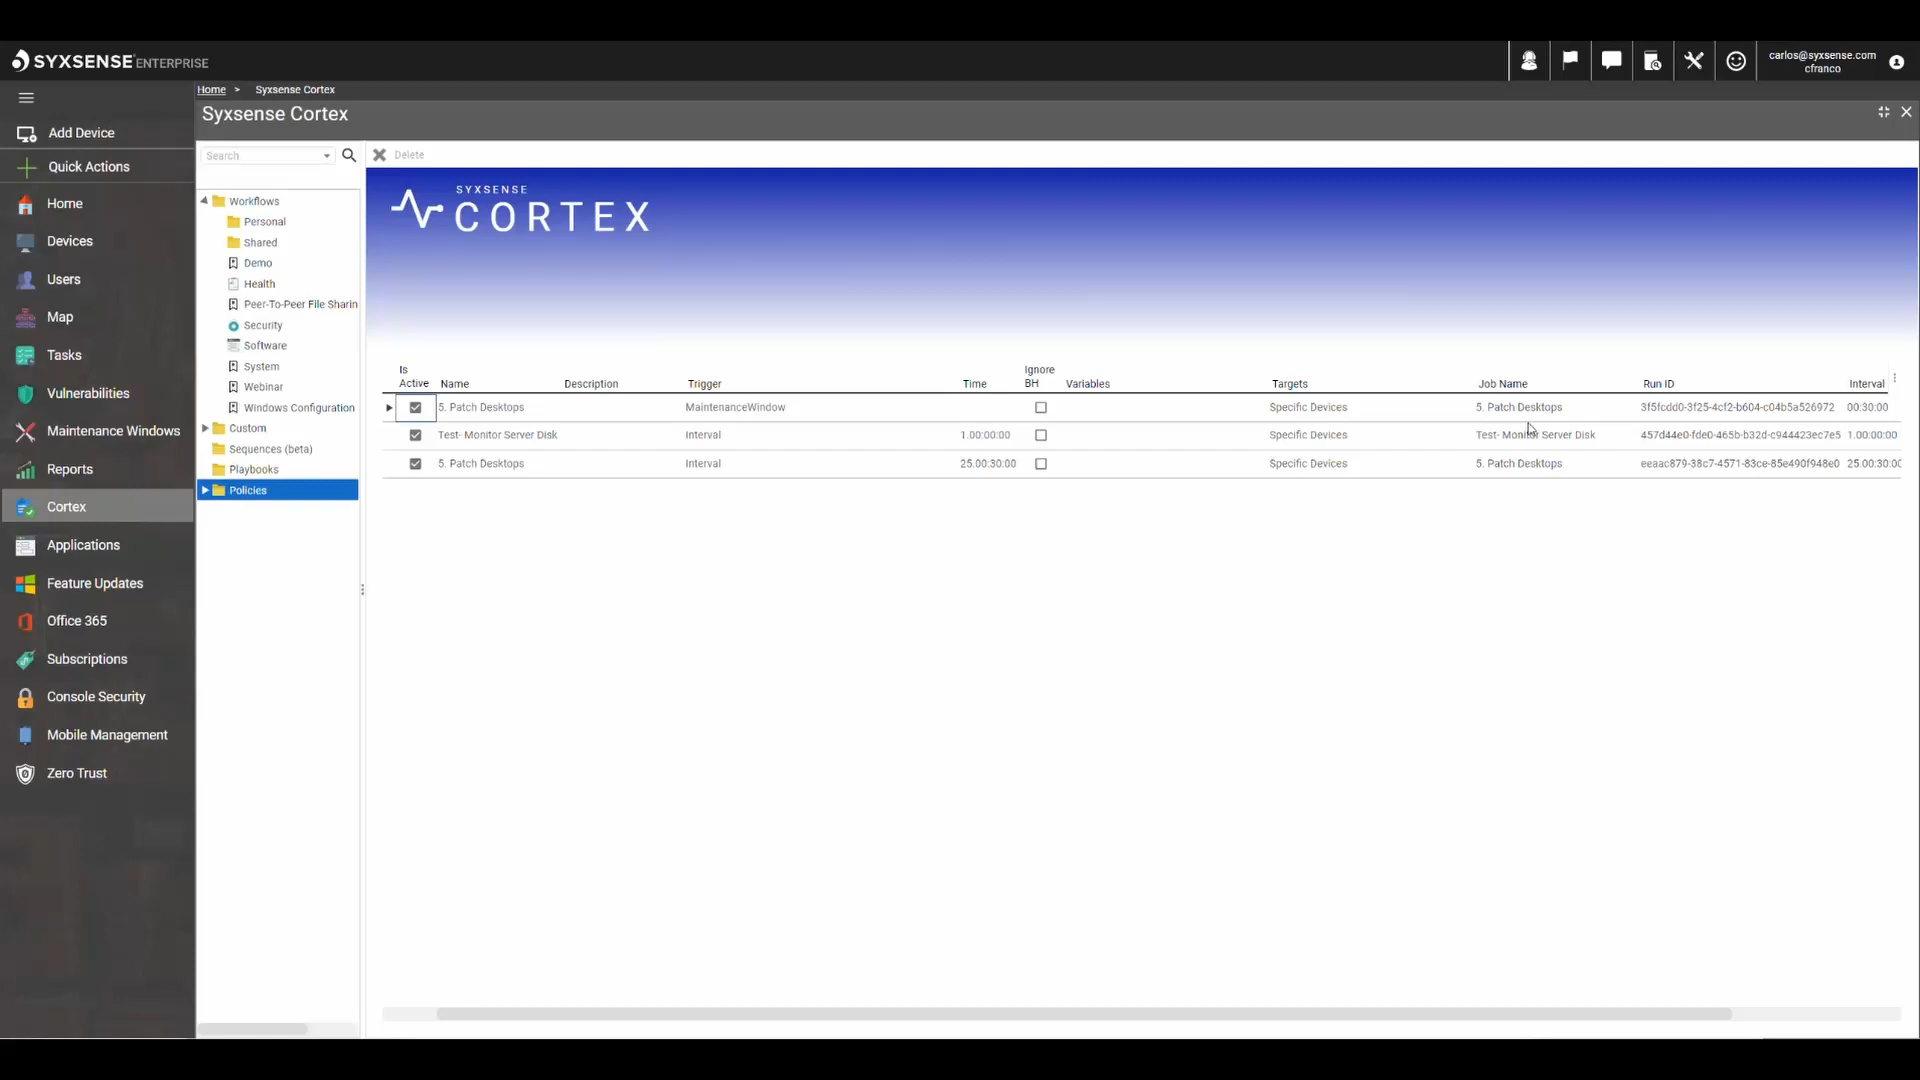 SYXSENSE ENTERPRISE
carlos@syxsense.com
cfranco
Home > Syxsense Cortex
Syxsense Cortex
Add Device
Quick Actions
Home
Devices
Users
Map
Tasks
Vulnerabilities
Maintenance Windows
Reports
Cortex
Applications
Feature Updates
Office 365
Subscriptions
Console Security
Mobile Management
Zero Trust
Search
Workflows
Personal
Shared
Demo
Health
Peer-To-Peer File Sharin
Security
Software
System
Webinar
Windows Configuration
Custom
Sequences (beta)
Playbooks
Policies
Delete
SYXSENSE
CORTEX
Is Active Name Description Trigger Time Ignore BH Variables Targets Job Name Run ID Interval
5. Patch Desktops MaintenanceWindow Specific Devices 5. Patch Desktops 3f5fcdd0-3f25-4cf2-b604-c04b5a526972 00:30:00
Test- Monitor Server Disk Interval 1.00:00:00 Specific Devices Test- Monitor Server Disk 457d44e0-fde0-465b-b32d-c944423ec7e5 1.00:00:00
5. Patch Desktops Interval 25.00:30:00 Specific Devices 5. Patch Desktops eeaac879-38c7-4571-83ce-85e490f948e0 25.00:30:00